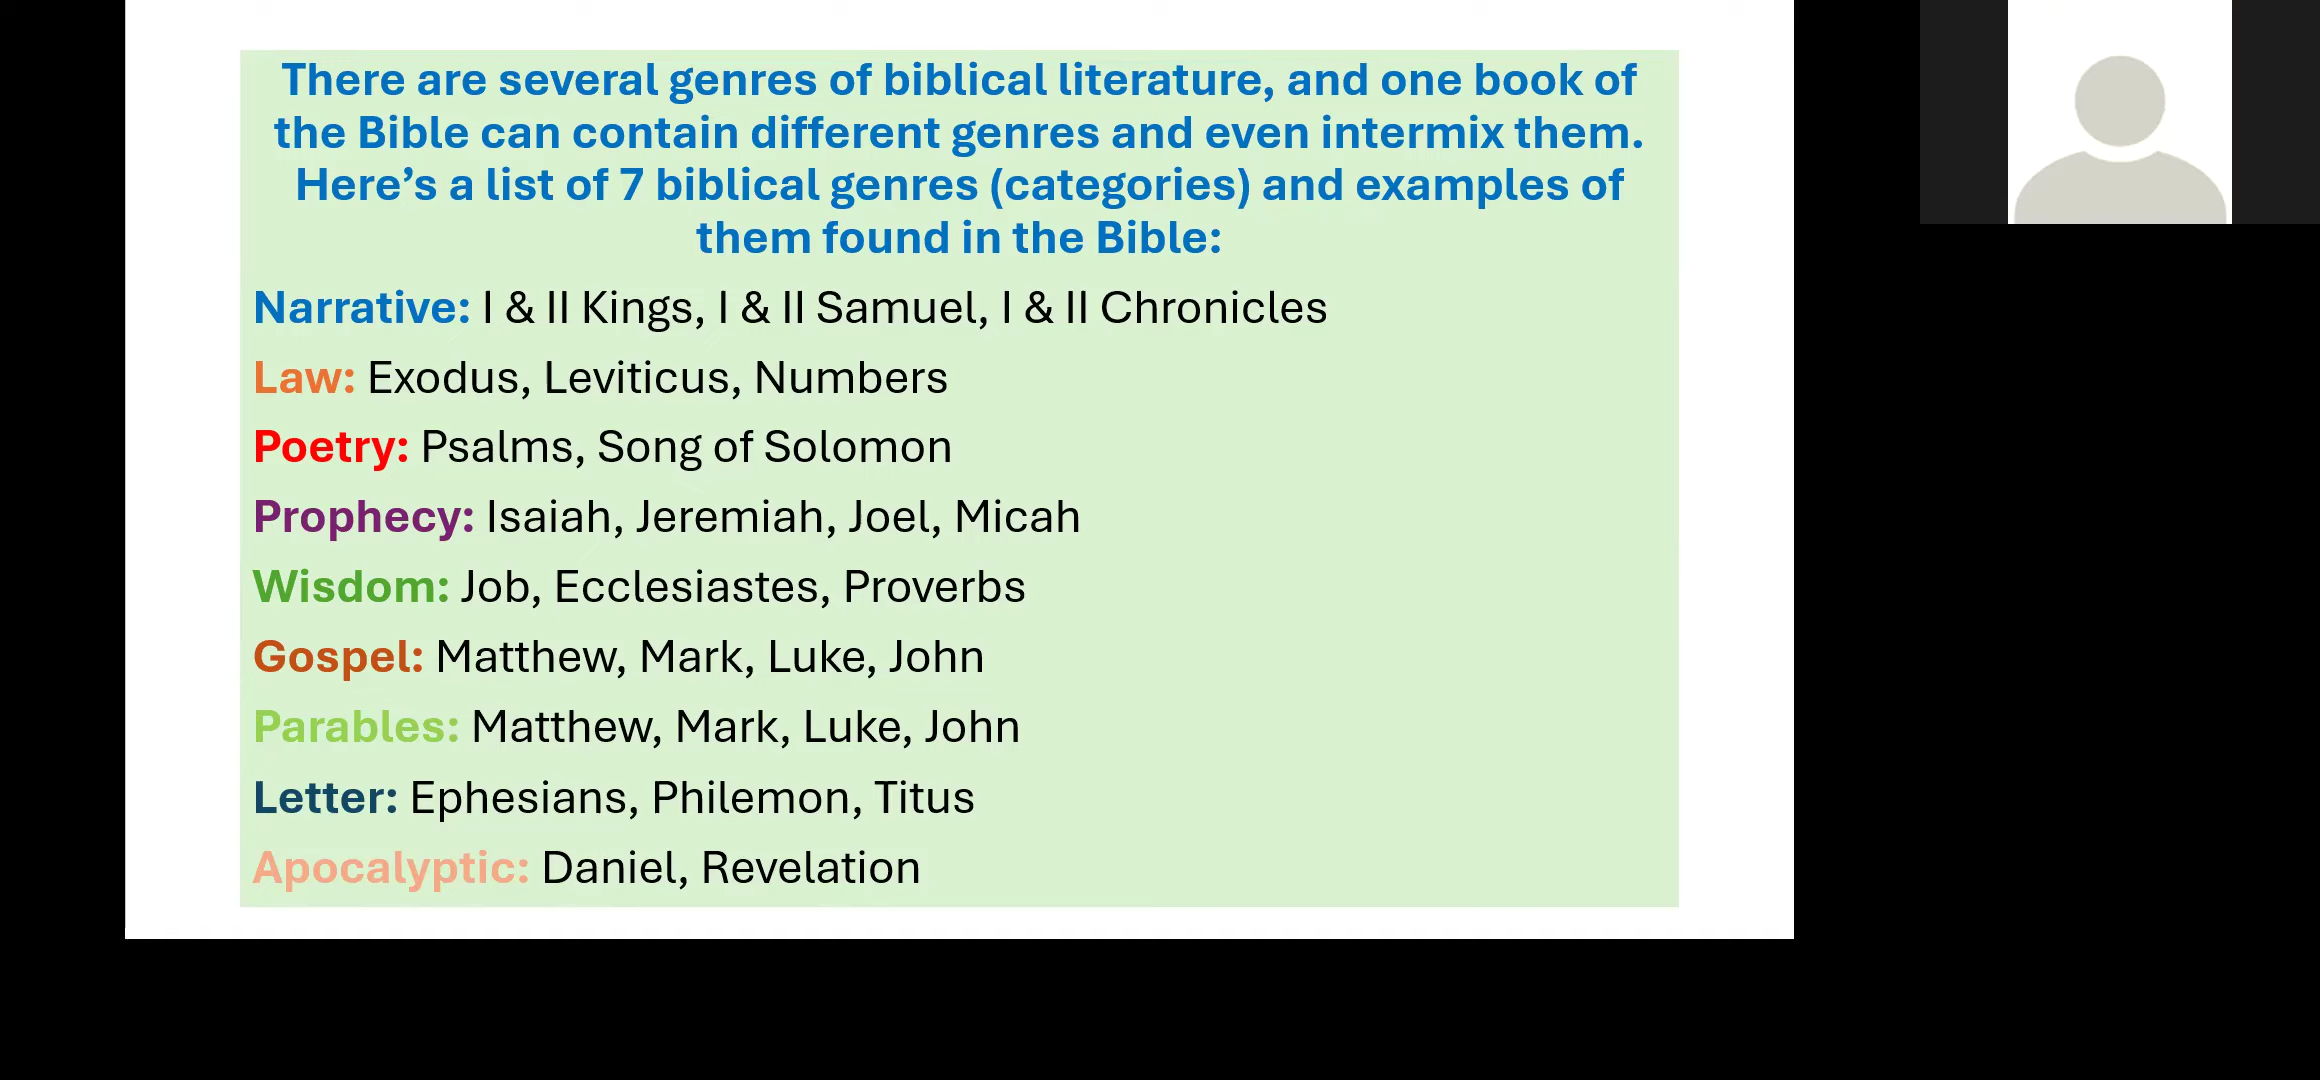 There are several genres of biblical literature, and one book of
the Bible can contain different genres and even intermix them.
Here’s a list of 7 biblical genres (categories) and examples of
them found in the Bible:
Narrative: I & II Kings, I & II Samuel, I & II Chronicles
Law: Exodus, Leviticus, Numbers
Poetry: Psalms, Song of Solomon
Prophecy: Isaiah, Jeremiah, Joel, Micah
Wisdom: Job, Ecclesiastes, Proverbs
Gospel: Matthew, Mark, Luke, John
Parables: Matthew, Mark, Luke, John
Letter: Ephesians, Philemon, Titus
Apocalyptic: Daniel, Revelation